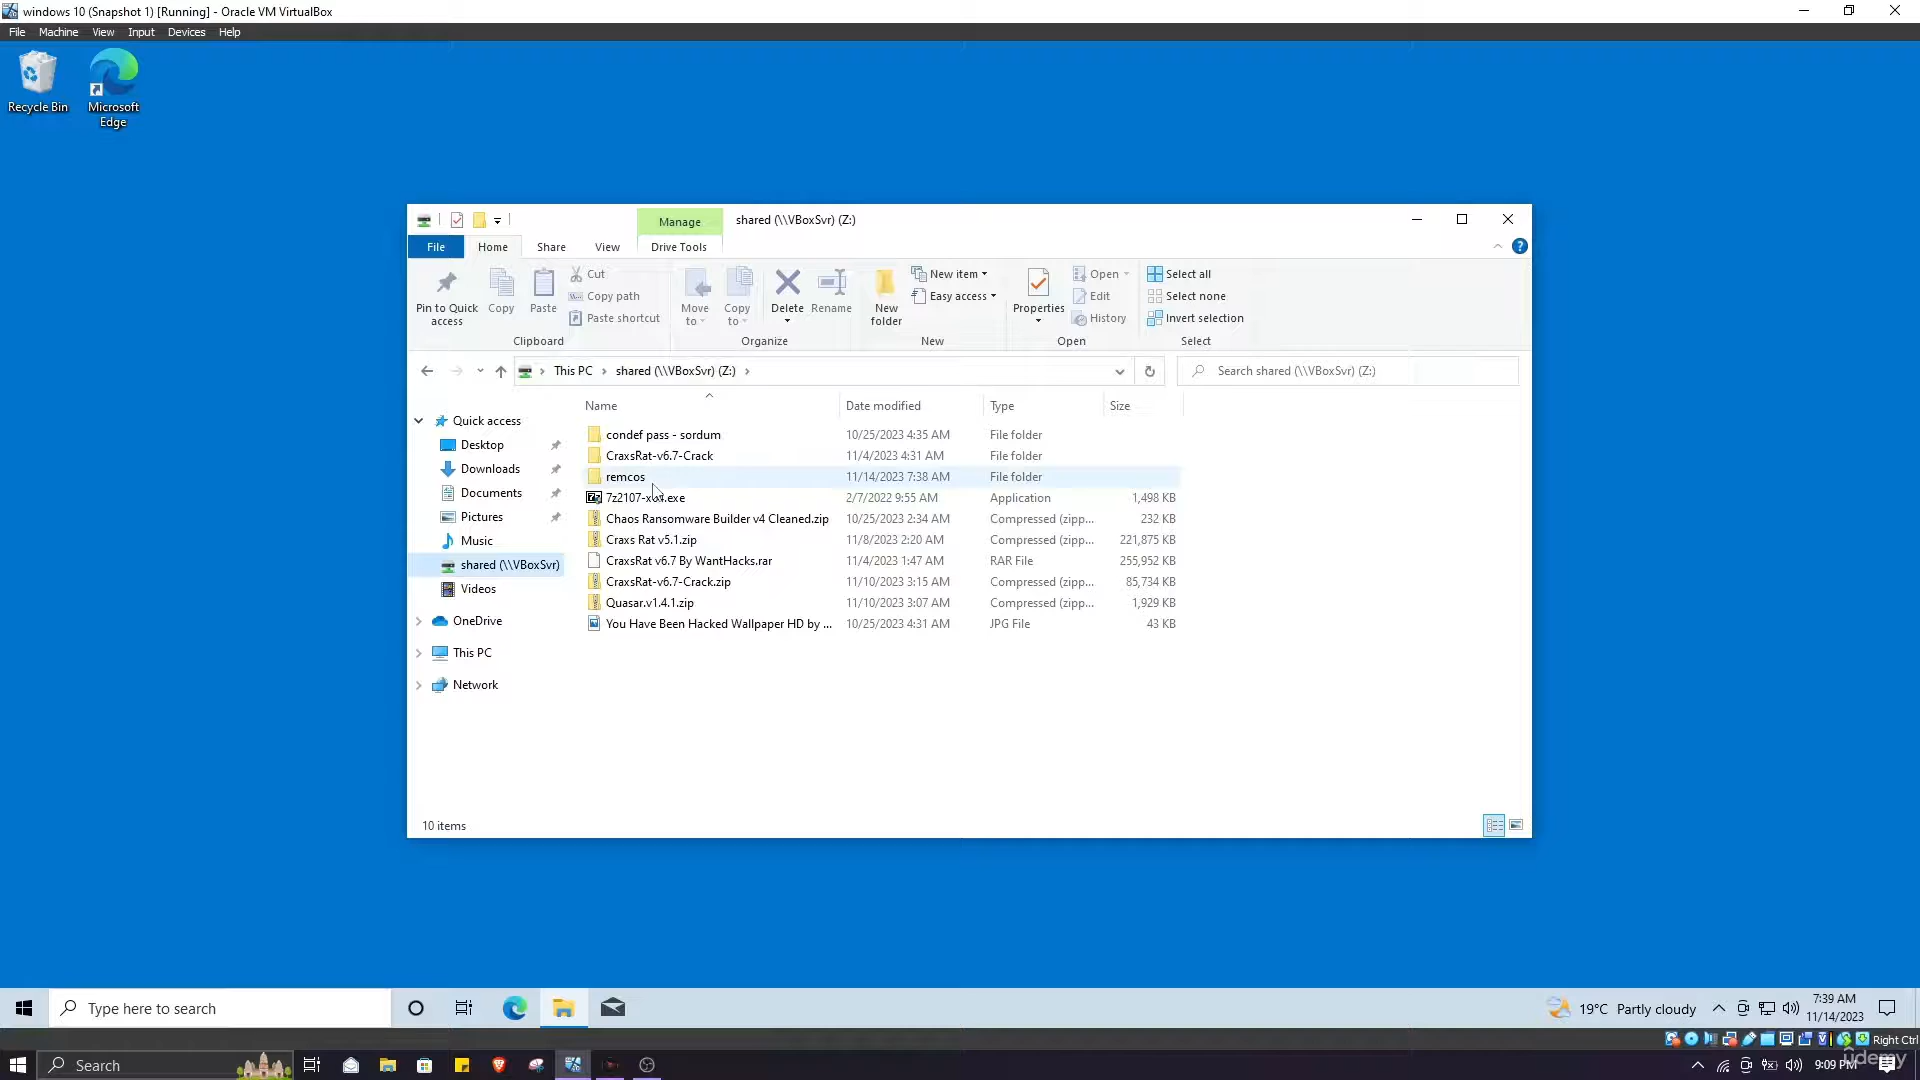 windows 10 (Snapshot 1) [Running] - Oracle VM VirtualBox
File Machine View Input Devices Help
Recycle Bin
Microsoft
Edge
Manage
shared (\\VBoxSvr) (Z:)
File Home Share View Drive Tools
Pin to Quick
access
Copy
Paste
Cut
Copy path
Paste shortcut
Clipboard
Move
to
Copy
to
Delete
Rename
Organize
New
folder
New item
Easy access
New
Properties
Open
Edit
History
Open
Select all
Select none
Invert selection
Select
This PC shared (\\VBoxSvr) (Z:)
Search shared (\\VBoxSvr) (Z:)
Quick access
Desktop
Downloads
Documents
Pictures
Music
shared (\\VBoxSvr)
Videos
OneDrive
This PC
Network
Name Date modified Type Size
condef pass - sordum 10/25/2023 4:35 AM File folder
CraxsRat-v6.7-Crack 11/4/2023 4:31 AM File folder
remcos 11/14/2023 7:38 AM File folder
7z2107-x64.exe 2/7/2022 9:55 AM Application 1,498 KB
Chaos Ransomware Builder v4 Cleaned.zip 10/25/2023 2:34 AM Compressed (zipp... 232 KB
Craxs Rat v5.1.zip 11/8/2023 2:20 AM Compressed (zipp... 221,875 KB
CraxsRat v6.7 By WantHacks.rar 11/4/2023 1:47 AM RAR File 255,952 KB
CraxsRat-v6.7-Crack.zip 11/10/2023 3:15 AM Compressed (zipp... 85,734 KB
Quasar.v1.4.1.zip 11/10/2023 3:07 AM Compressed (zipp... 1,929 KB
You Have Been Hacked Wallpaper HD by ... 10/25/2023 4:31 AM JPG File 43 KB
10 items
Type here to search
19°C Partly cloudy
7:39 AM
11/14/2023
Right Ctrl
Search
9:09 PM
udemy